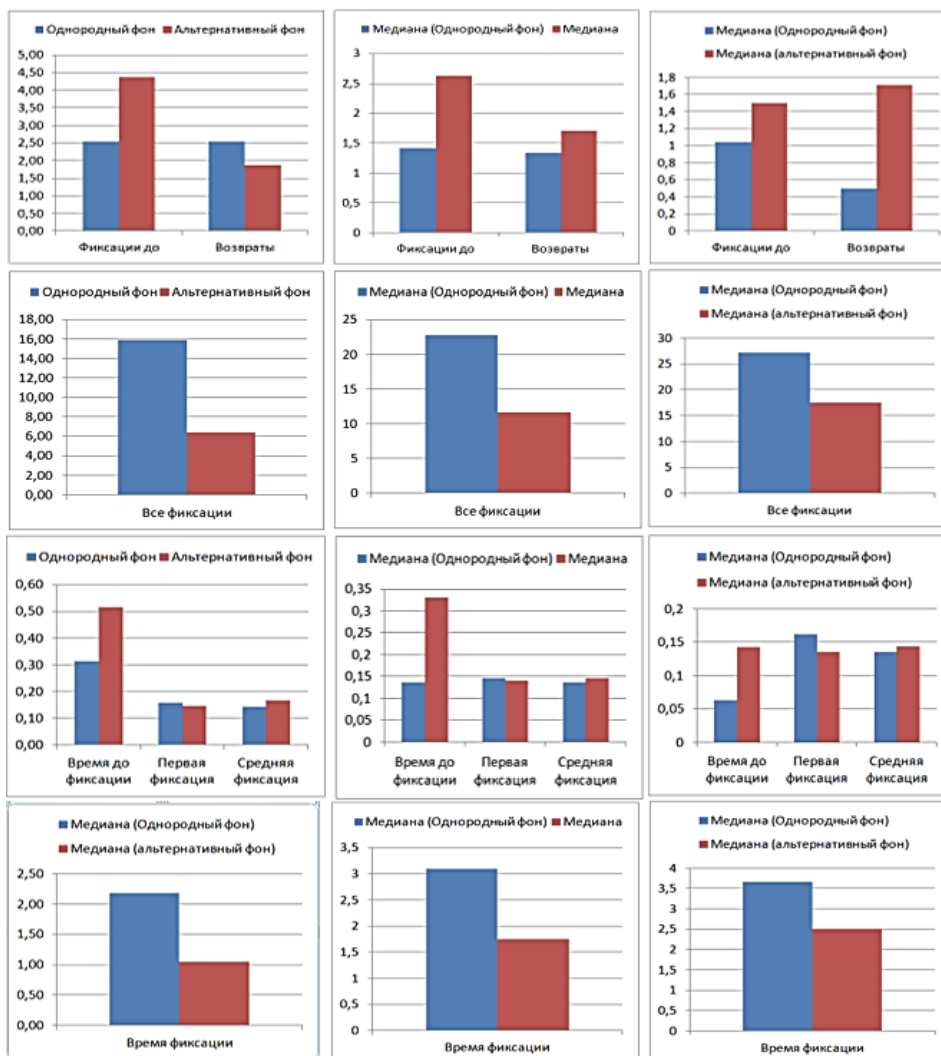 Однородный фон Альтернативный фон
5,00
4,50
4,00
3,50
3,00
2,50
2,00
1,50
1,00
0,50
0,00
Фиксации до Возвраты
Медиана (Однородный фон) Медиана
3
2,5
2
1,5
1
0,5
0
Фиксации до Возвраты
Медиана (Однородный фон)
Медиана (альтернативный фон)
1,8
1,6
1,4
1,2
1
0,8
0,6
0,4
0,2
0
Фиксации до Возвраты
Однородный фон Альтернативный фон
18,00
16,00
14,00
12,00
10,00
8,00
6,00
4,00
2,00
0,00
Все фиксации
Медиана (Однородный фон) Медиана
25
20
15
10
5
0
Все фиксации
Медиана (Однородный фон)
Медиана (альтернативный фон)
30
25
20
15
10
5
0
Все фиксации
Однородный фон Альтернативный фон
0,60
0,50
0,40
0,30
0,20
0,10
0,00
Время до Первая Средняя
фиксации фиксация фиксация
Медиана (Однородный фон) Медиана
0,35
0,3
0,25
0,2
0,15
0,1
0,05
0
Время до Первая Средняя
фиксации фиксация фиксация
Медиана (Однородный фон)
Медиана (альтернативный фон)
0,2
0,15
0,1
0,05
0
Время до Первая Средняя
фиксации фиксация фиксация
Медиана (Однородный фон)
Медиана (альтернативный фон)
2,50
2,00
1,50
1,00
0,50
0,00
Время фиксации
Медиана (Однородный фон) Медиана
3,5
3
2,5
2
1,5
1
0,5
0
Время фиксации
Медиана (Однородный фон)
Медиана (альтернативный фон)
4
3,5
3
2,5
2
1,5
1
0,5
0
Время фиксации